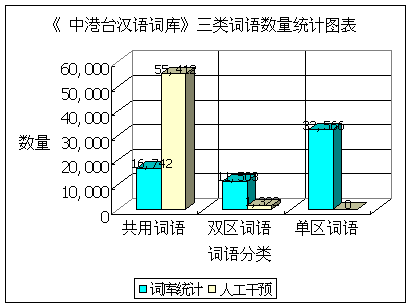 《 中港台汉语词库》三类词语数量统计图表
数量
60,000
50,000
40,000
30,000
20,000
10,000
0
16,742
55,412
32,566
0
共用词语
双区词语
单区词语
词语分类
词库统计
人工干预